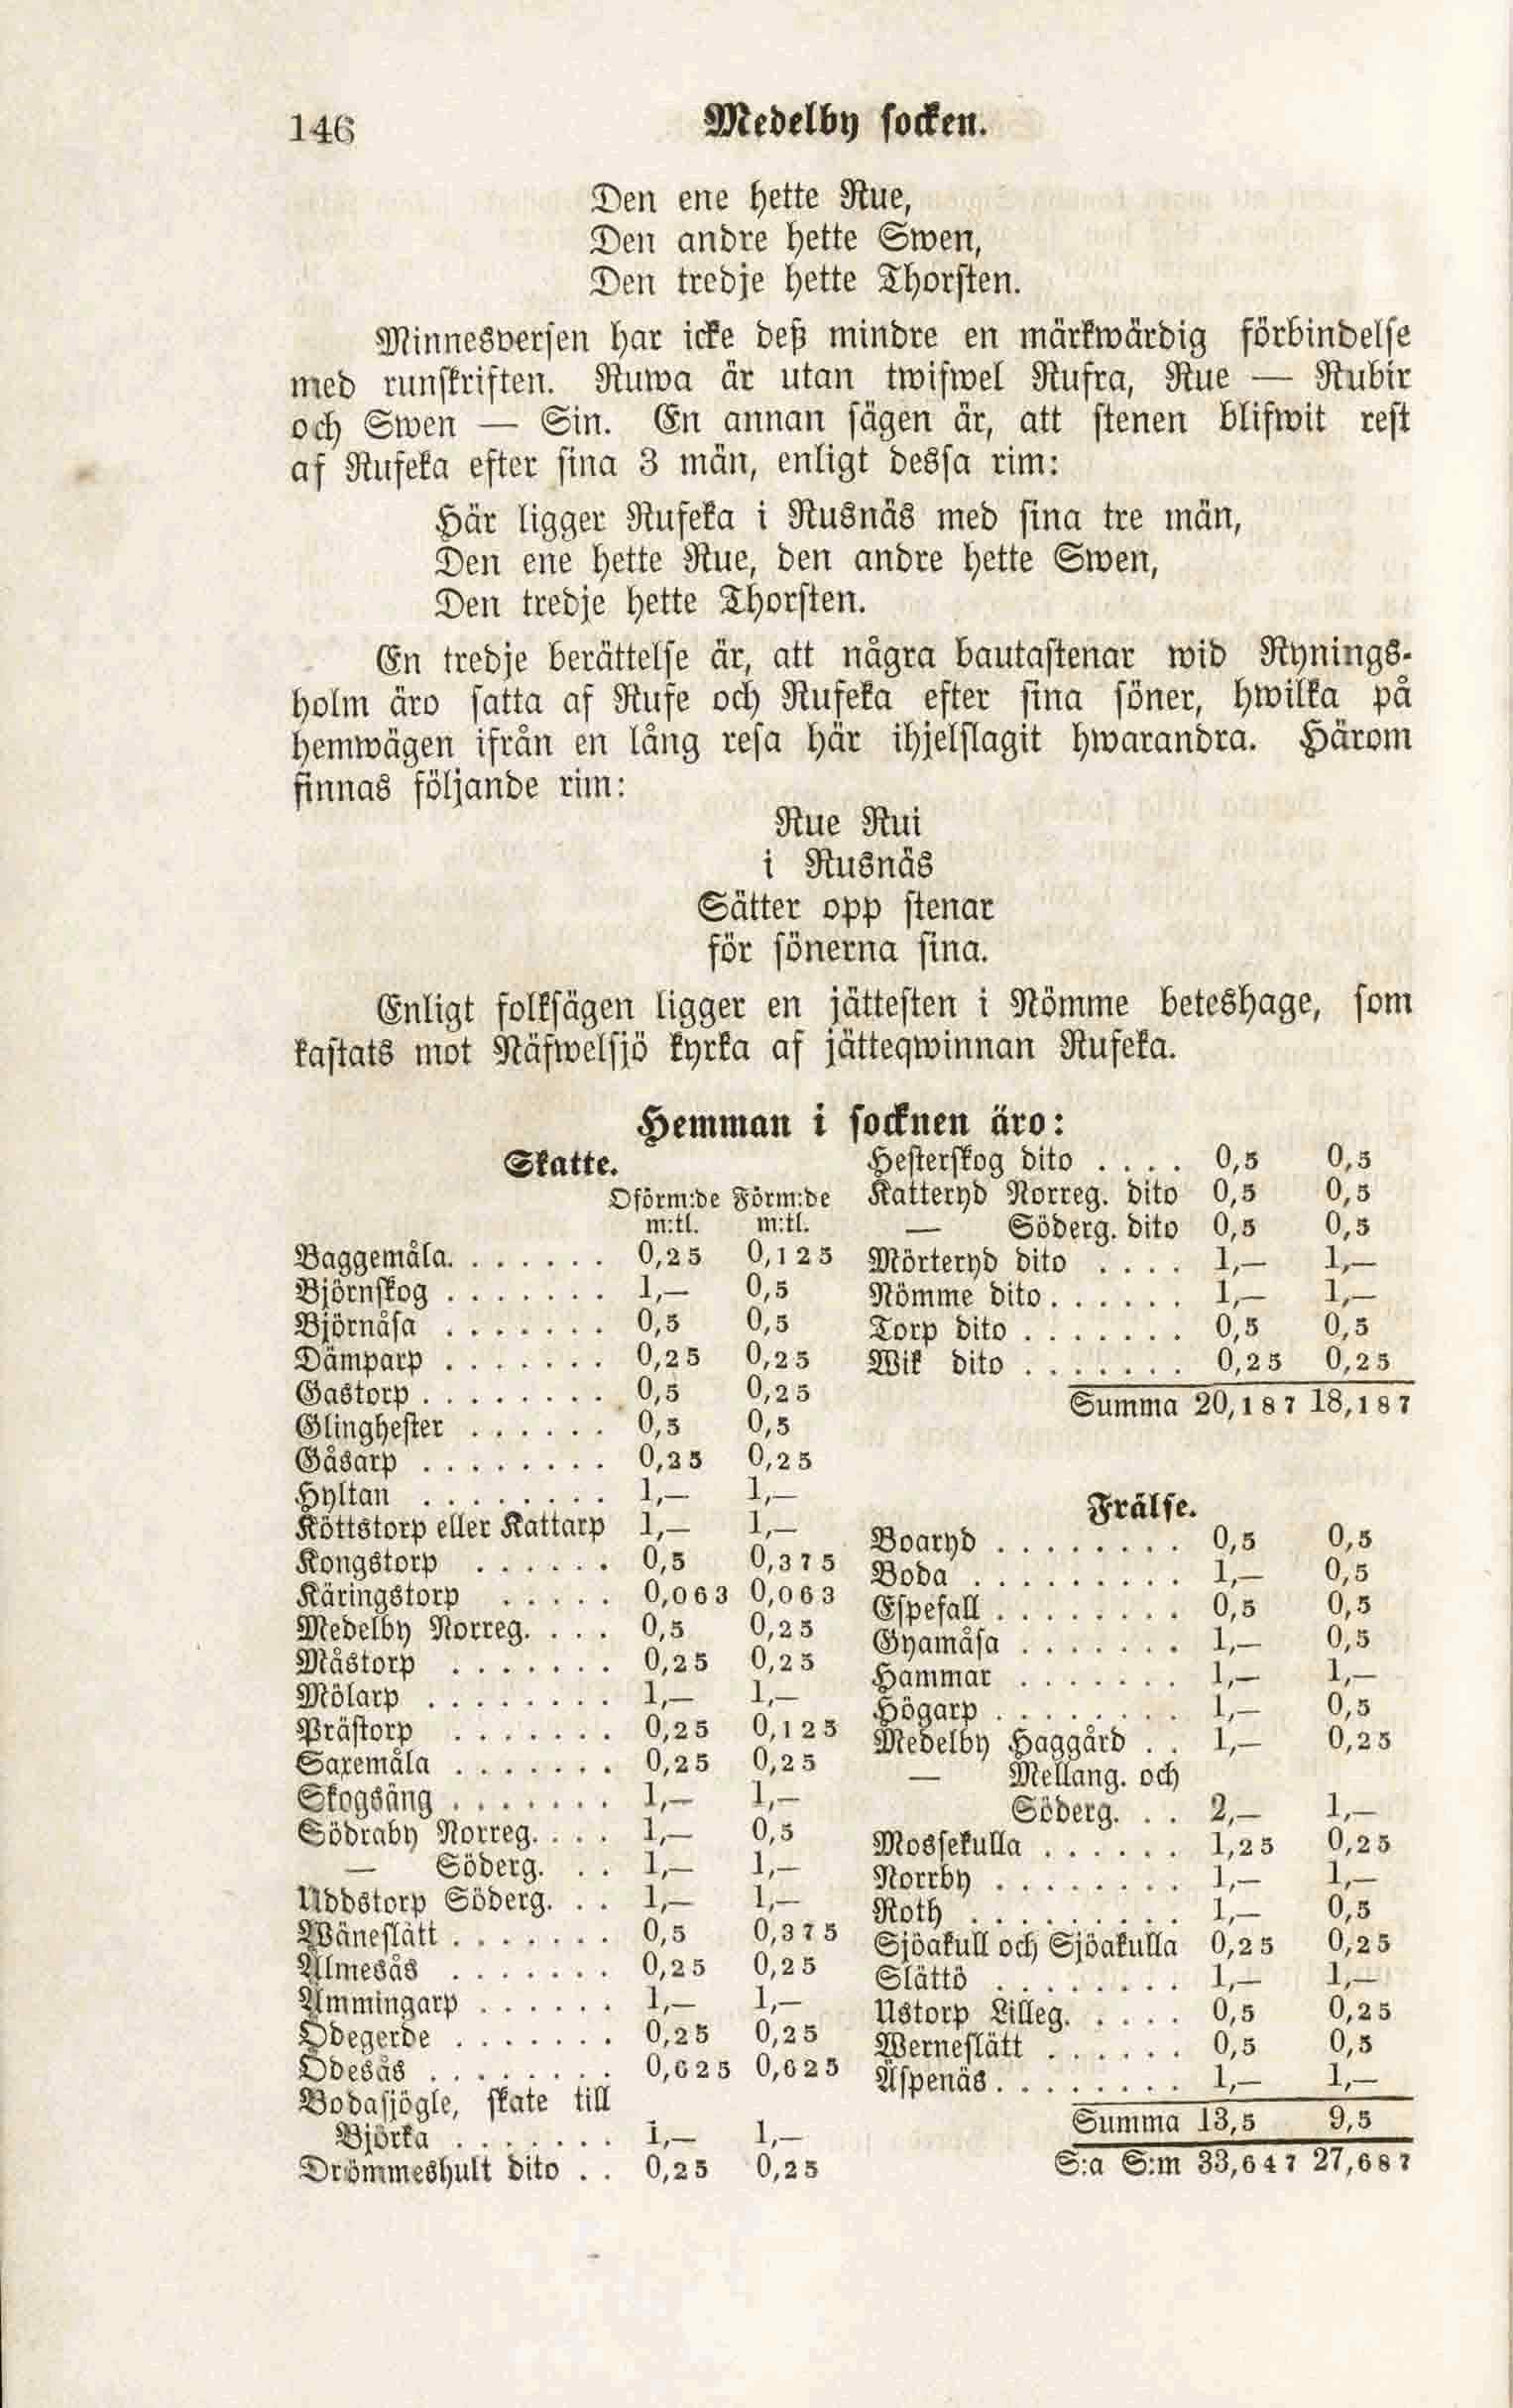 146 Medelby socken.
Den ene hette Rue,
Den andre hette Swen,
Den tredje hette Thorsten.
Minnesversen har icke deß mindre en märkwärdig förbindelse
med runskriften. Ruwa är utan twifwel Rufra, Rue — Rubir
och Swen — Sin. En annan sägen är, att stenen blifwit rest
af Rufeka efter sina 3 män, enligt dessa rim:
Här ligger Rufeka i Rusnäs med sina tre män,
Den ene hette Rue, den andre hette Swen,
Den tredje hette Thorsten.
En tredje berättelse är, att några bautastenar wid Rynings-
holm äro satta af Rufe och Rufeka efter sina söner, hwilka på
hemwägen ifrån en lång resa här ihjelslagit hwarandra. Härom
finnas följande rim:
Rue Rui
i Rusnäs
Sätter opp stenar
för sönerna sina.
Enligt folksägen ligger en jättesten i Nömme beteshage, som
kastats mot Näfwelsjö kyrka af jätteqwinnan Rufeka.
Hemman i socknen äro:
Skatte.
Oförm:de Förm:de
m:tl. m:tl.
Baggemåla. . . . . . . 0,25 0,125
Björnskog . . . . . . . 1,— 0,5
Björnåsa . . . . . . . 0,5 0,5
Dämparp . . . . . . . 0,25 0,25
Gastorp . . . . . . . . 0,5 0,25
Glinghester . . . . . . 0,5 0,5
Gåsarp . . . . . . . . 0,25 0,25
Hyltan . . . . . . . . 1,— 1,—
Köttstorp eller Kattarp 1,— 1,—
Kongstorp . . . . . . 0,5 0,375
Käringstorp . . . . . 0,063 0,063
Medelby Norreg. . . . 0,5 0,25
Måstorp . . . . . . . 0,25 0,25
Mölarp . . . . . . . . 1,— 1,—
Prästorp . . . . . . . 0,25 0,125
Saxemåla . . . . . . . 0,25 0,25
Skogsäng . . . . . . . 1,— 1,—
Södraby Norreg. . . . 1,— 0,5
— Söderg. . . 1,— 1,—
Uddstorp Söderg. . . 1,— 1,—
Wäneslätt . . . . . . . 0,5 0,375
Älmesås . . . . . . . 0,25 0,25
Ämmingarp . . . . . . 1,— 1,—
Ödegerde . . . . . . . 0,25 0,25
Ödesås . . . . . . . . 0,625 0,625
Bodasjögle, skate till
Björka . . . . . . . 1,— 1,—
Drömmeshult dito . . 0,25 0,25
Hesterskog dito . . . . 0,5 0,5
Katteryd Norreg. dito 0,5 0,5
— Söderg. dito 0,5 0,5
Mörteryd dito . . . . 1,— 1,—
Nömme dito . . . . . . 1,— 1,—
Torp dito . . . . . . . 0,5 0,5
Wik dito . . . . . . . 0,25 0,25
Summa 20,187 18,187
Frälse.
Boaryd . . . . . . . . 0,5 0,5
Boda . . . . . . . . . 1,— 0,5
Espefall . . . . . . . . 0,5 0,5
Gyamåsa . . . . . . . 1,— 0,5
Hammar . . . . . . . 1,— 1,—
Högarp . . . . . . . . 1,— 0,5
Medelby Haggård . . 1,— 0,25
— Mellang. och
Söderg. . . 2,— 1,—
Mossekulla . . . . . . 1,25 0,25
Norrby . . . . . . . . 1,— 1,—
Roth . . . . . . . . . 1,— 0,5
Sjöakull och Sjöakulla 0,25 0,25
Slättö . . . . . . . . 1,— 1,—
Ustorp Lilleg. . . . . 0,5 0,25
Werneslätt . . . . . . 0,5 0,5
Äspenäs . . . . . . . . 1,— 1,—
Summa 13,5 9,5
S:a S:m 33,647 27,687